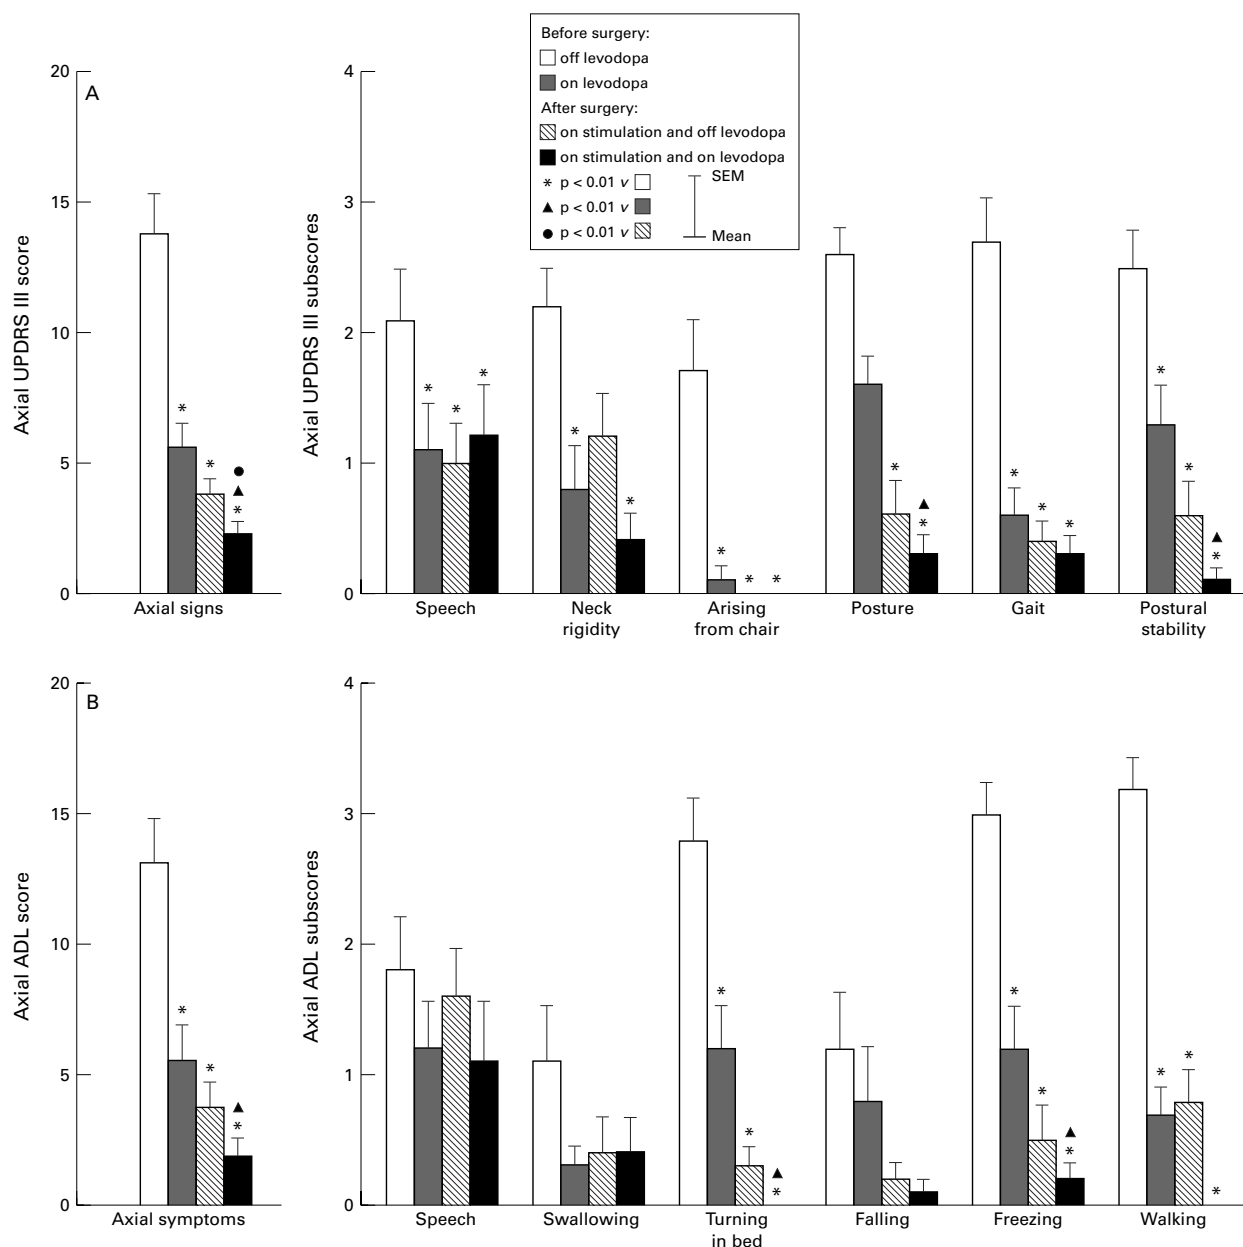 Before surgery:
off levodopa
on levodopa
After surgery:
on stimulation and off levodopa
on stimulation and on levodopa
* p < 0.01 v
▲ p < 0.01 v
● p < 0.01 v
SEM
Mean
A
Axial UPDRS III score
20
15
10
5
0
Axial signs
* * * ▲ ●
Axial UPDRS III subscores
4
3
2
1
0
* * *
* *
* * *
* * ▲
* * *
* * * ▲
Speech
Neck
rigidity
Arising
from chair
Posture
Gait
Postural
stability
B
Axial ADL score
20
15
10
5
0
Axial symptoms
* * * ▲
Axial ADL subscores
4
3
2
1
0
* * * ▲
* * * ▲
* * *
Speech
Swallowing
Turning
in bed
Falling
Freezing
Walking